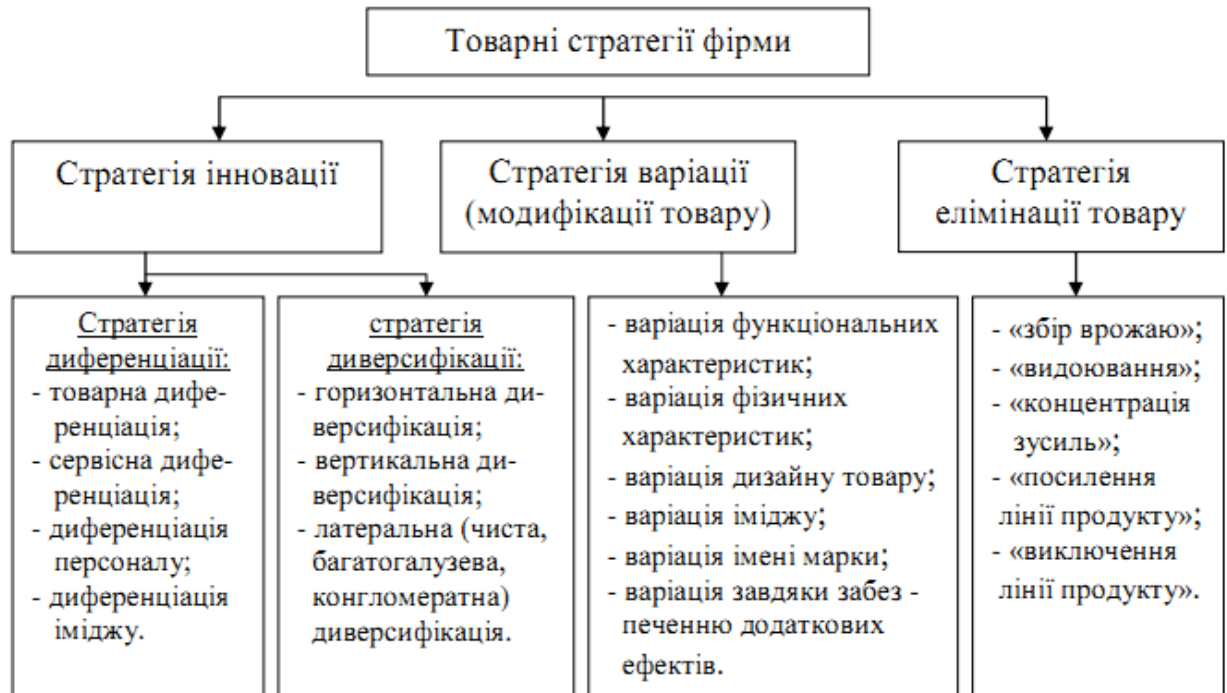 Товарні стратегії фірми
Стратегія інновації
Стратегія варіації
(модифікації товару)
Стратегія
елімінації товару
Стратегія
диференціації:
- товарна дифе-
ренціація;
- сервісна дифе-
ренціація;
- диференціація
персоналу;
- диференціація
іміджу.
стратегія
диверсифікації:
- горизонтальна ди-
версифікація;
- вертикальна ди-
версифікація;
- латеральна (чиста,
багатогалузева,
конгломератна)
диверсифікація.
- варіація функціональних
характеристик;
- варіація фізичних
характеристик;
- варіація дизайну товару;
- варіація іміджу;
- варіація імені марки;
- варіація завдяки забез -
печенню додаткових
ефектів.
- «збір врожаю»;
- «видоювання»;
- «концентрація
зусиль»;
- «посилення
лінії продукту»;
- «виключення
лінії продукту».